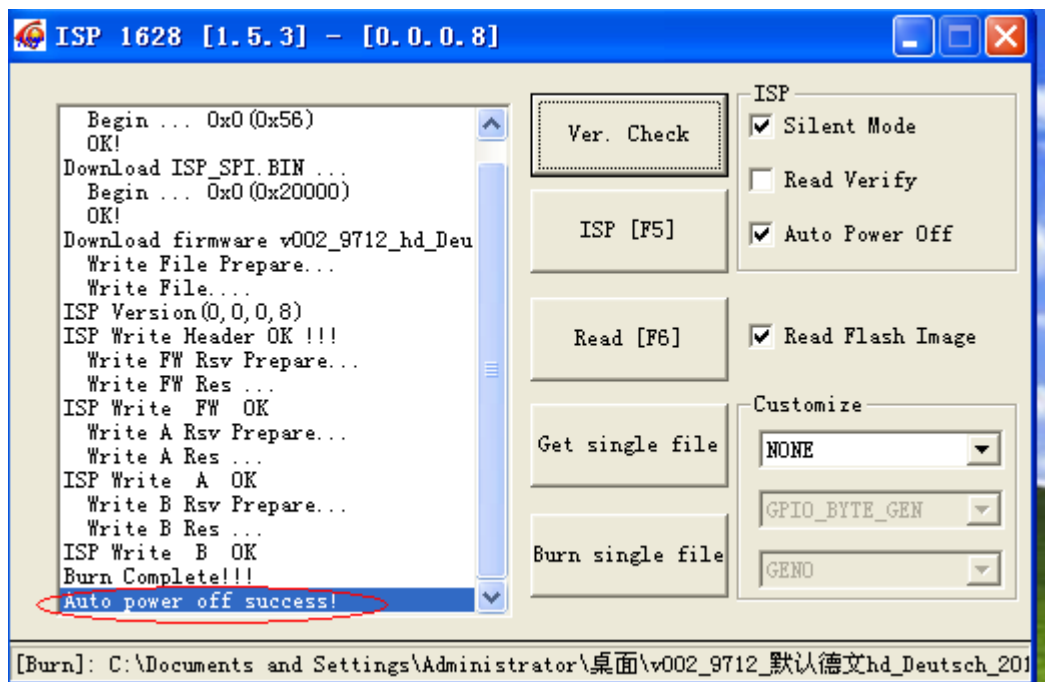 ISP 1628 [1.5.3] - [0.0.0.8]
Begin ... 0x0(0x56)
OK!
Download ISP_SPI.BIN ...
Begin ... 0x0(0x20000)
OK!
Download firmware v002_9712_hd_Deu
Write File Prepare...
Write File....
ISP Version(0,0,0,8)
ISP Write Header OK !!!
Write FW Rsv Prepare...
Write FW Res ...
ISP Write  FW  OK
Write A Rsv Prepare...
Write A Res ...
ISP Write  A  OK
Write B Rsv Prepare...
Write B Res ...
ISP Write  B  OK
Burn Complete!!!
Auto power off success!
Ver. Check
ISP [F5]
Read [F6]
Get single file
Burn single file
ISP
Silent Mode
Read Verify
Auto Power Off
Read Flash Image
Customize
NONE
GPIO_BYTE_GEN
GEN0
[Burn]: C:\Documents and Settings\Administrator\桌面\v002_9712_默认德文hd_Deutsch_201